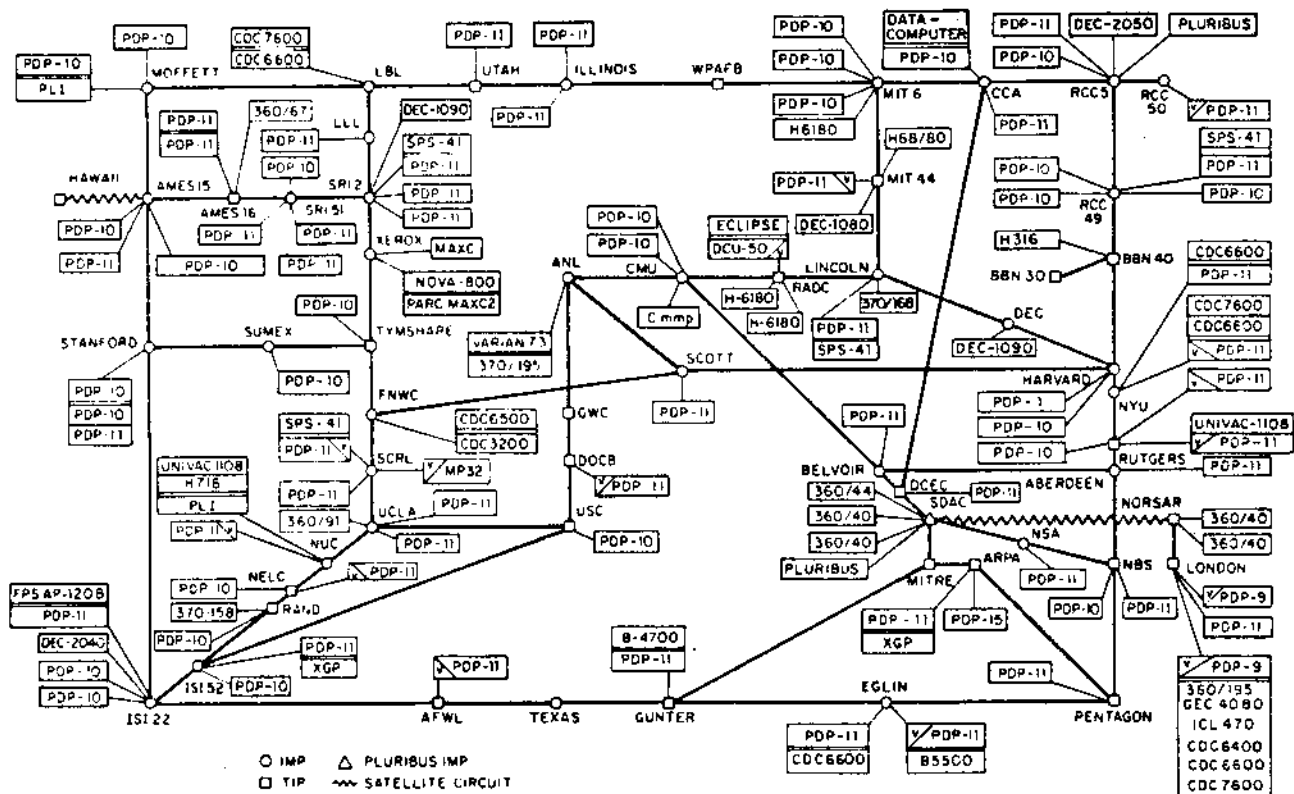 PDP-10
CDC7600
CDC6600
PDP-11
PDP-11
PDP-10
DATA-
COMPUTER
PDP-10
PDP-11
DEC-2050
PLURIBUS
PDP-10
PL1
MOFFETT
LBL
UTAH
ILLINOIS
WPAFB
PDP-10
MIT 6
CCA
PDP-10
RCC5
RCC
50
PDP-11
PDP-10
H6180
PDP-11
PDP-11
PDP-11
PDP-11
360/67
LLL
PDP-11
DEC-1090
SPS-41
PDP-11
PDP-11
PDP-11
PDP-10
H68/80
PDP-11
MIT 44
DEC-1080
PDP-10
PDP-10
SPS-41
PDP-11
PDP-10
RCC
49
HAWAII
AMES15
AMES16
SRI 51
SRI 2
PDP-10
PDP-11
PDP-10
PDP-11
PDP-11
XEROX
MAXC
NOVA-800
PARC MAXC2
PDP-10
PDP-10
ECLIPSE
DCU-50
ANL
CMU
RADC
LINCOLN
H316
BBN 40
BBN 30
CDC6600
PDP-11
CDC7600
CDC6600
PDP-11
PDP-11
C.mmp
H-6180
H-6180
370/168
PDP-11
SPS-41
DEC
DEC-1090
PDP-10
TYMSHARE
STANFORD
SUMEX
PDP-10
VARIAN 73
370/195
SCOTT
PDP-11
HARVARD
NYU
PDP-10
PDP-10
PDP-10
PDP-11
FNWC
CDC6500
CDC3200
GWC
SPS-41
PDP-11
SCRL
MP32
DOCB
PDP-11
PDP-11
BELVOIR
DCEC
PDP-11
ABERDEEN
PDP-10
UNIVAC-1108
PDP-11
RUTGERS
PDP-11
UNIVAC 1108
H716
PL1
PDP-11
PDP-11
360/91
UCLA
PDP-11
PDP-11
USC
PDP-10
360/44
360/40
360/40
PLURIBUS
SDAC
NORSAR
360/40
360/40
NSA
PDP-11
NUC
NELC
PDP-11
PDP-10
370/158
RAND
PDP-10
MITRE
ARPA
NBS
PDP-10
PDP-11
LONDON
PDP-9
PDP-11
FPS AP-120B
PDP-11
DEC-2040
PDP-10
PDP-10
ISI 52
PDP-11
XGP
PDP-10
PDP-11
B-4700
PDP-11
PDP-11
XGP
PDP-15
PDP-11
ISI 22
AFWL
TEXAS
GUNTER
EGLIN
PENTAGON
PDP-9
360/195
GEC 4080
ICL 470
CDC6400
CDC6600
CDC7600
PDP-11
CDC6600
PDP-11
B5500
IMP
PLURIBUS IMP
TIP
SATELLITE CIRCUIT